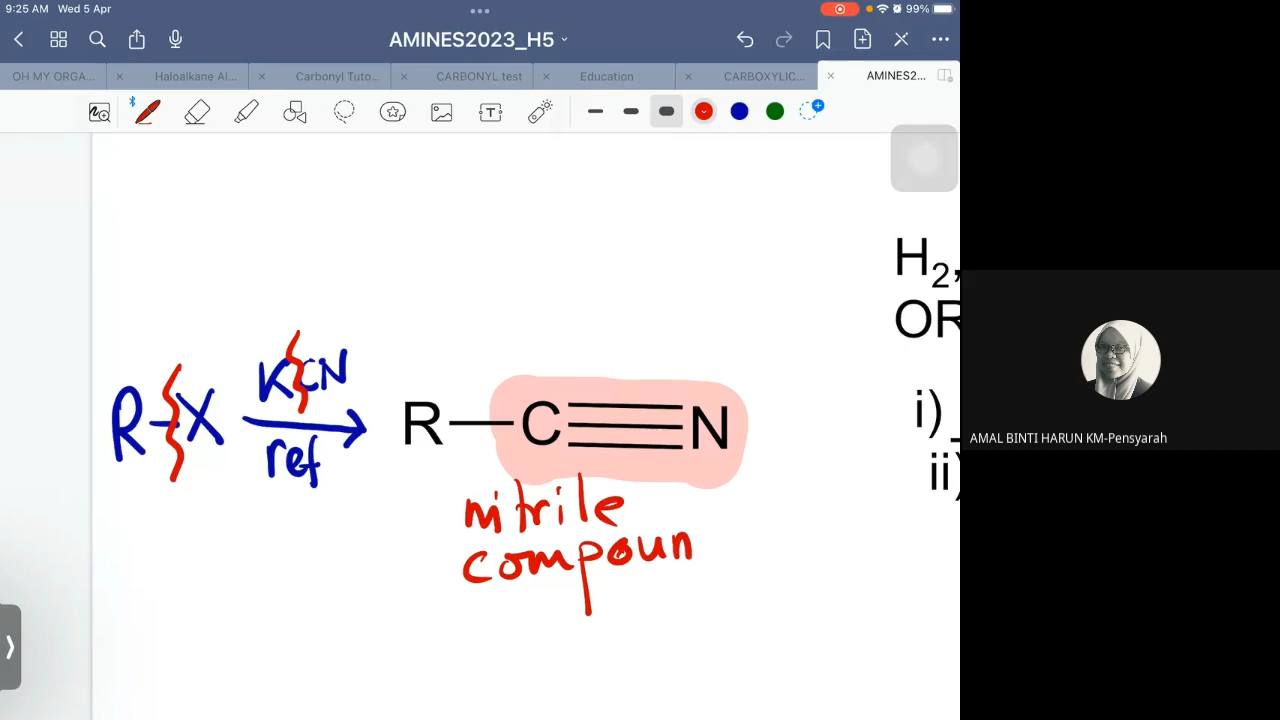 9:25 AM Wed 5 Apr
99%
AMINES2023_H5
OH MY ORGA...
Haloalkane Al...
Carbonyl Tuto...
CARBONYL test
Education
CARBOXYLIC...
AMINES2...
T
H2,
OR
i)
ii)
R-X
KCN
ref
R-C≡N
nitrile
compoun
AMAL BINTI HARUN KM-Pensyarah